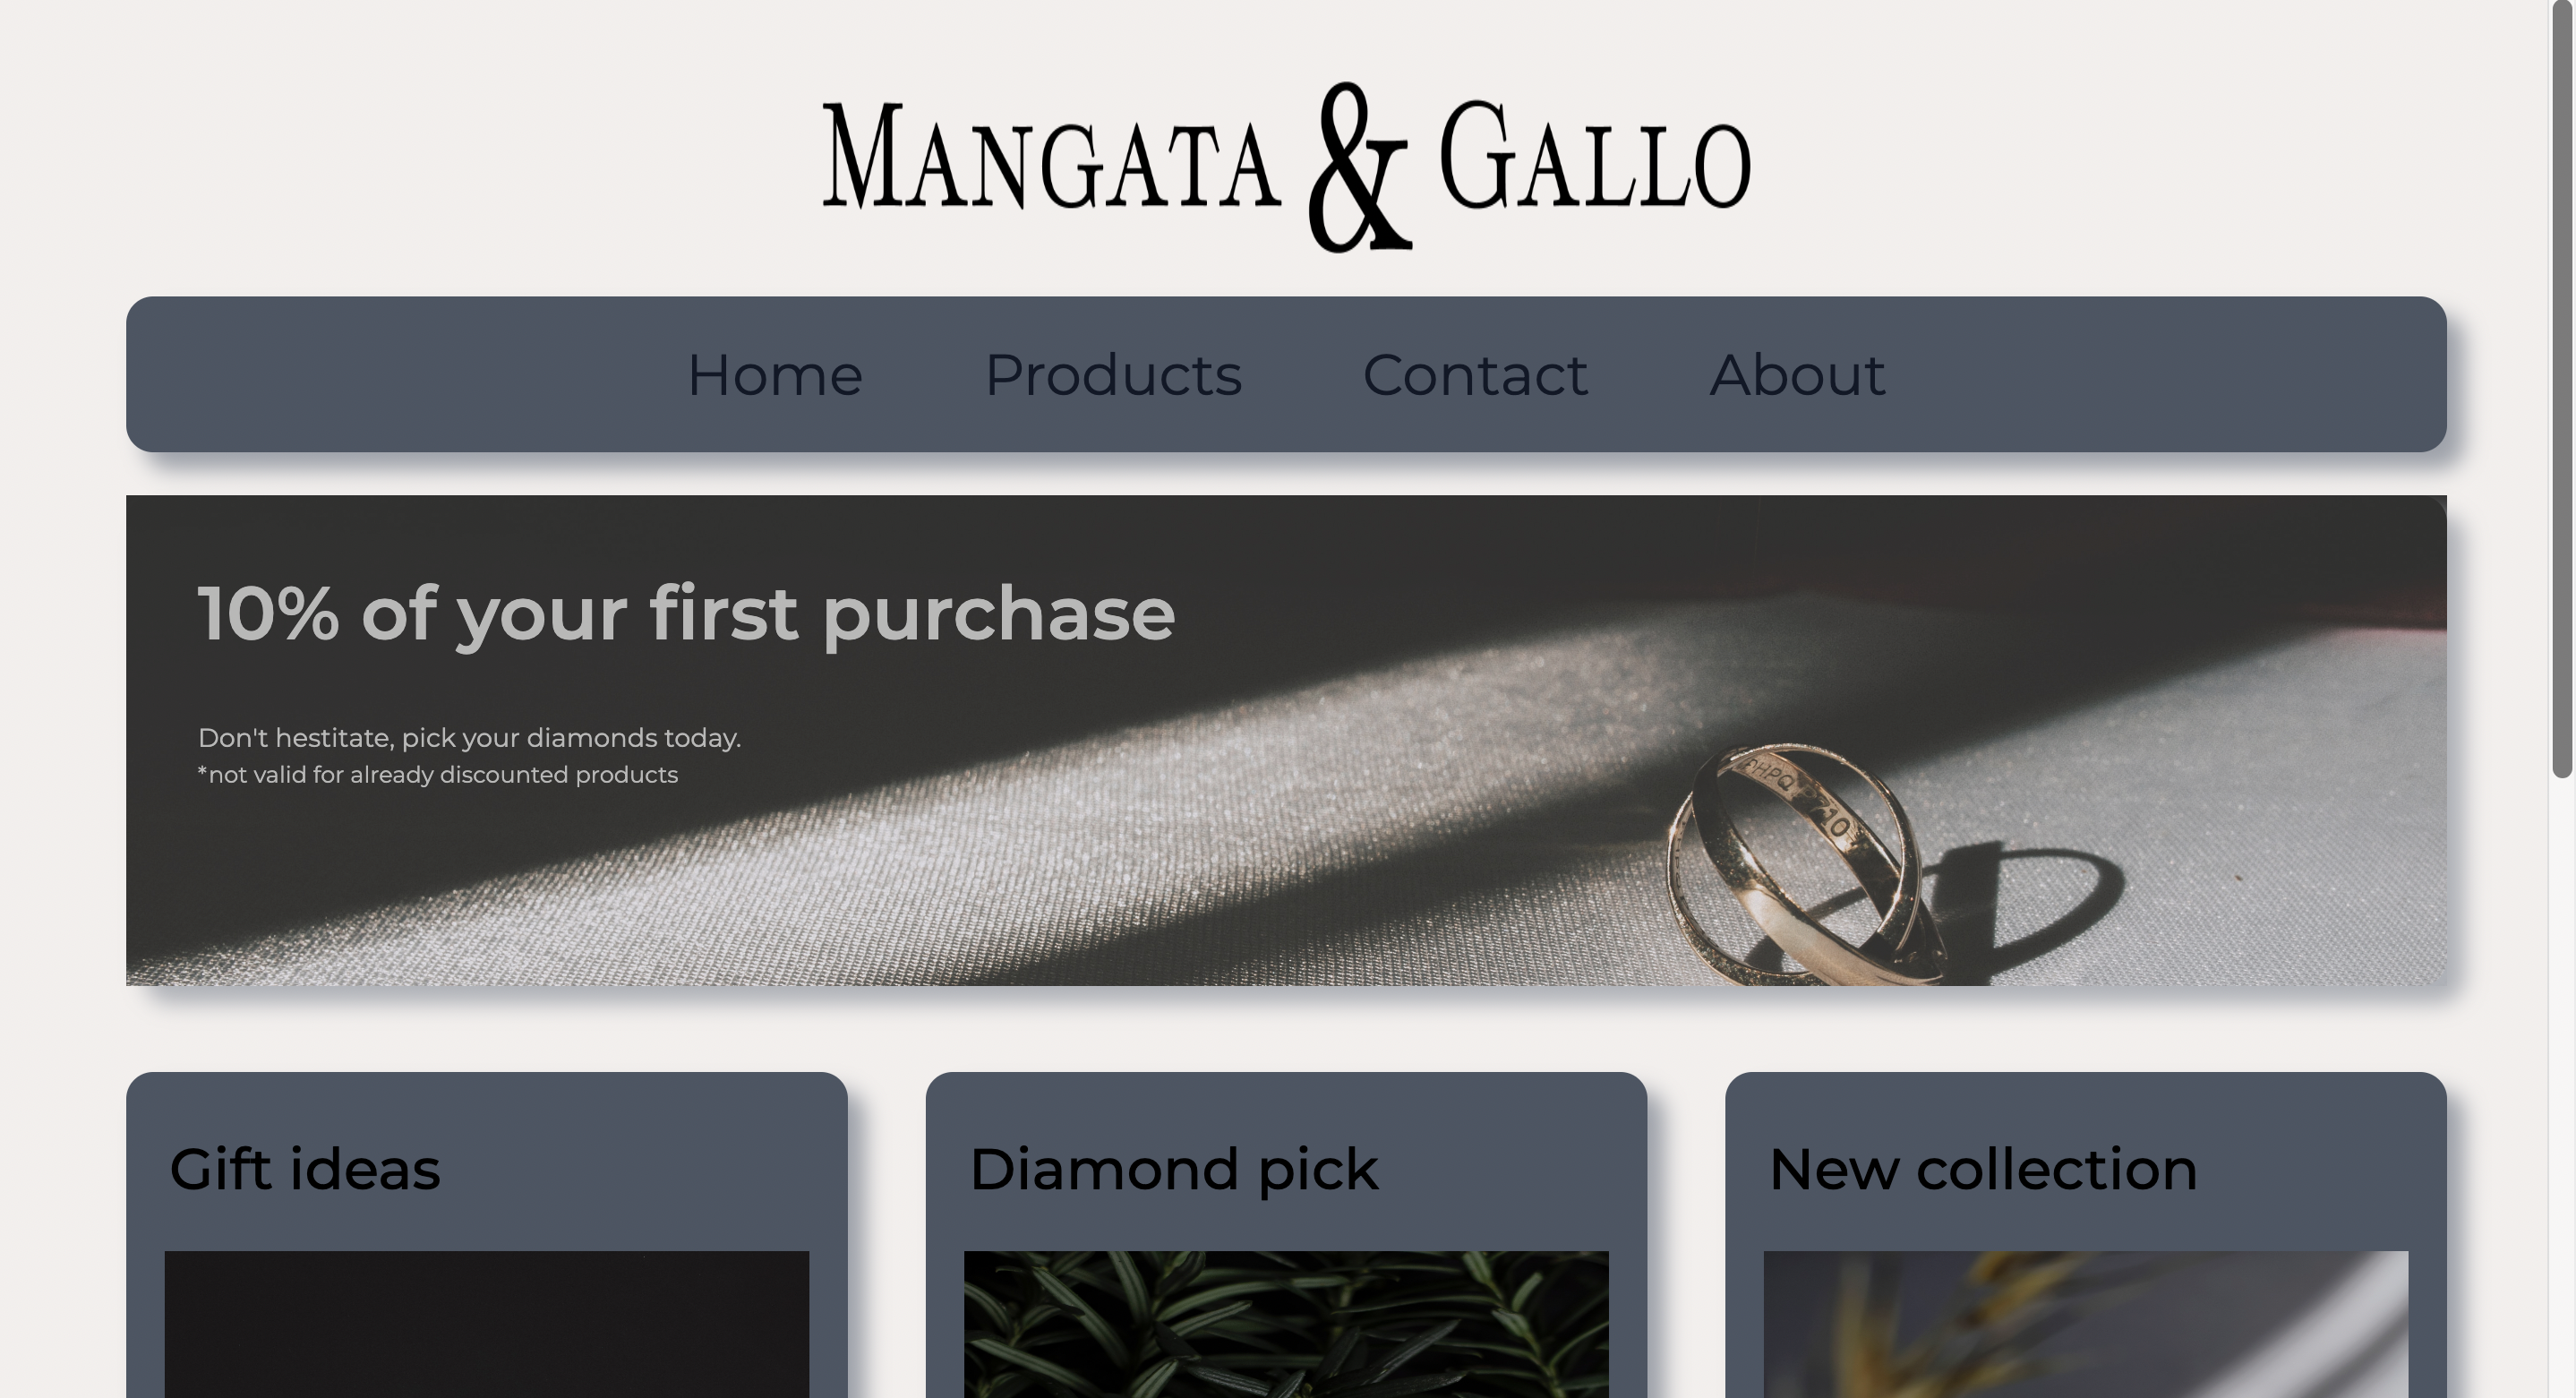 MANGATA & GALLO
Home Products Contact About
10% of your first purchase
Don't hestitate, pick your diamonds today.
*not valid for already discounted products
Gift ideas
Diamond pick
New collection